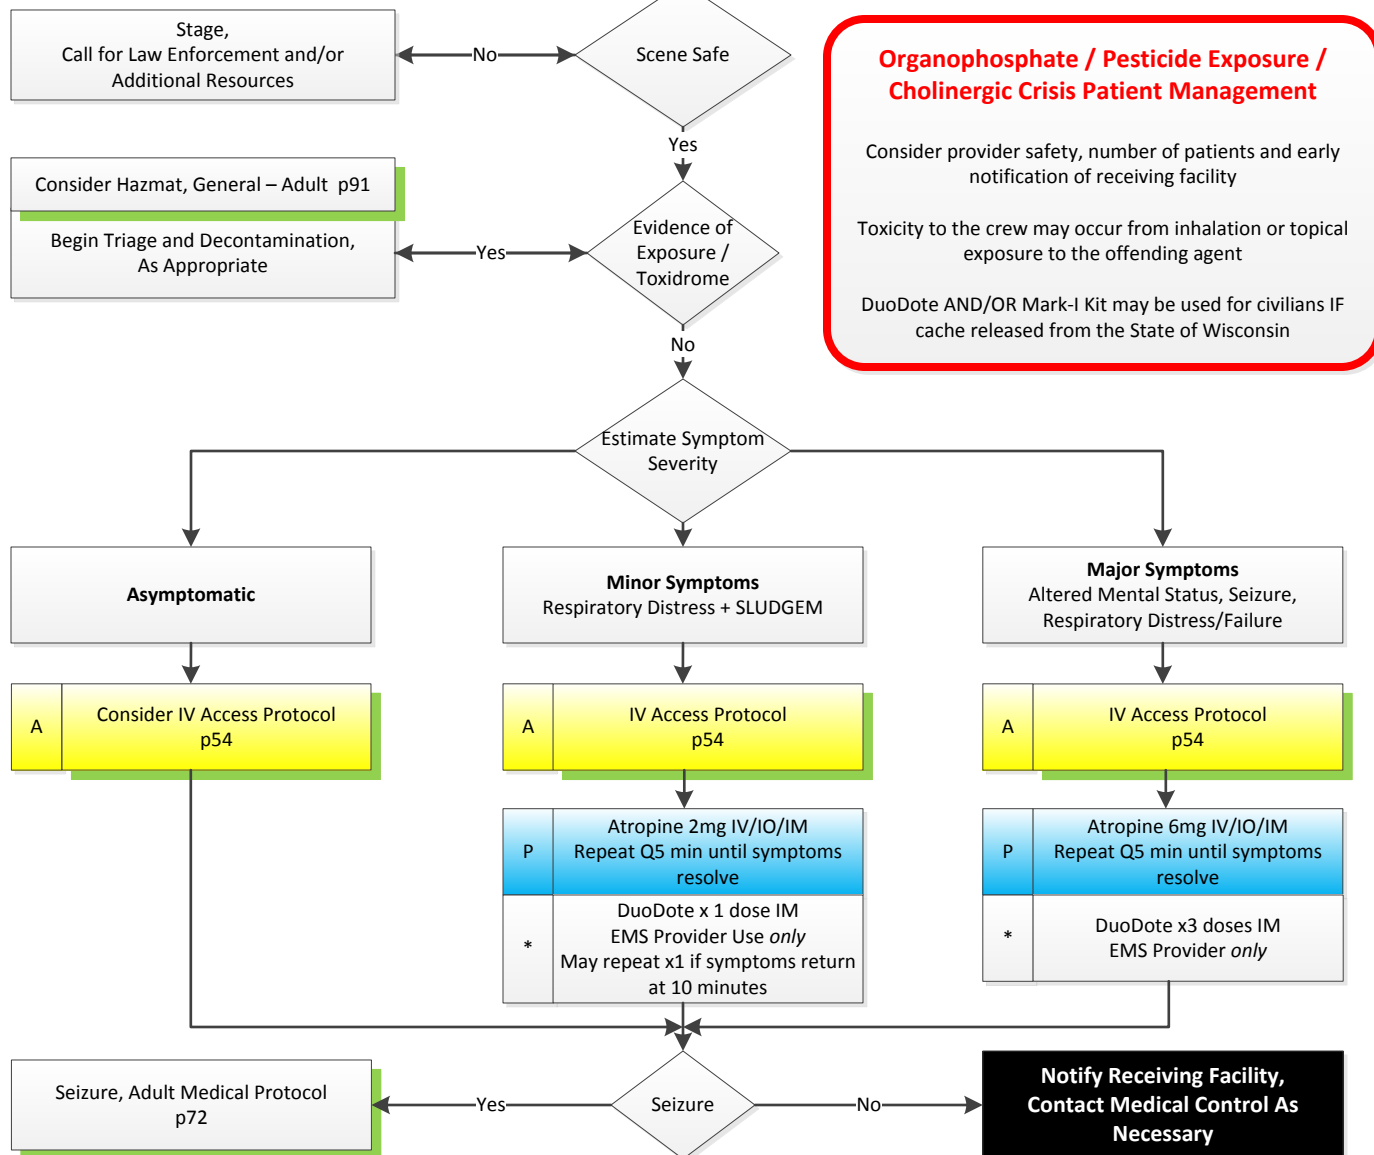 Stage,
Call for Law Enforcement and/or
Additional Resources
No
Scene Safe
Organophosphate / Pesticide Exposure /
Cholinergic Crisis Patient Management
Consider provider safety, number of patients and early
notification of receiving facility
Toxicity to the crew may occur from inhalation or topical
exposure to the offending agent
DuoDote AND/OR Mark-I Kit may be used for civilians IF
cache released from the State of Wisconsin
Yes
Consider Hazmat, General – Adult p91
Begin Triage and Decontamination,
As Appropriate
Yes
Evidence of
Exposure /
Toxidrome
No
Estimate Symptom
Severity
Asymptomatic
Minor Symptoms
Respiratory Distress + SLUDGEM
Major Symptoms
Altered Mental Status, Seizure,
Respiratory Distress/Failure
A
Consider IV Access Protocol
p54
A
IV Access Protocol
p54
A
IV Access Protocol
p54
P
Atropine 2mg IV/IO/IM
Repeat Q5 min until symptoms
resolve
P
Atropine 6mg IV/IO/IM
Repeat Q5 min until symptoms
resolve
*
DuoDote x 1 dose IM
EMS Provider Use only
May repeat x1 if symptoms return
at 10 minutes
*
DuoDote x3 doses IM
EMS Provider only
Seizure, Adult Medical Protocol
p72
Yes
Seizure
No
Notify Receiving Facility,
Contact Medical Control As
Necessary